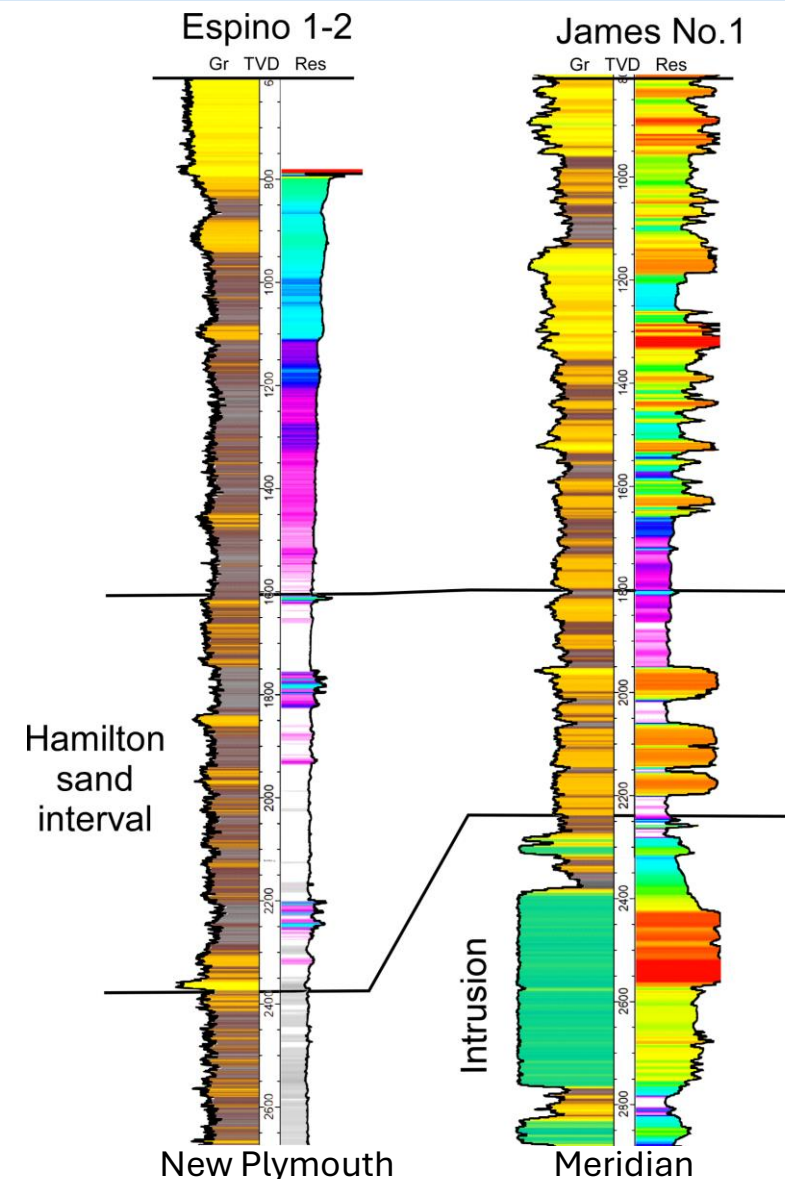 Espino 1-2
James No.1
Gr TVD Res
Gr TVD Res
800
1000
1200
1400
1600
1800
2000
2200
2400
2600
1000
1200
1400
1600
1800
2000
2200
2400
2600
2800
Hamilton
sand
interval
Intrusion
New Plymouth
Meridian